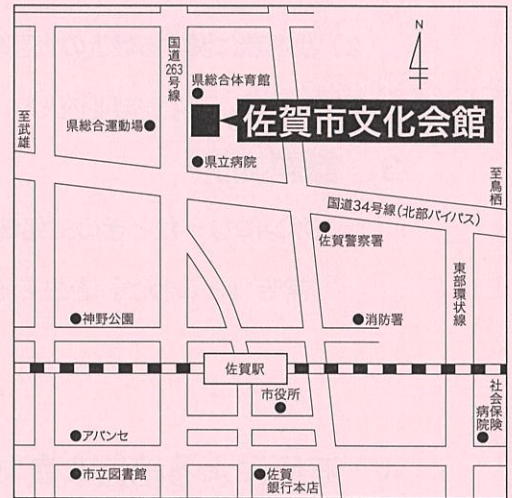 N
国道263号線
県総合体育館
至武雄
県総合運動場
佐賀市文化会館
県立病院
至鳥栖
国道34号線(北部バイパス)
佐賀警察署
東部環状線
神野公園
消防署
佐賀駅
市役所
社会保険
病院
アバンセ
市立図書館
佐賀
銀行本店